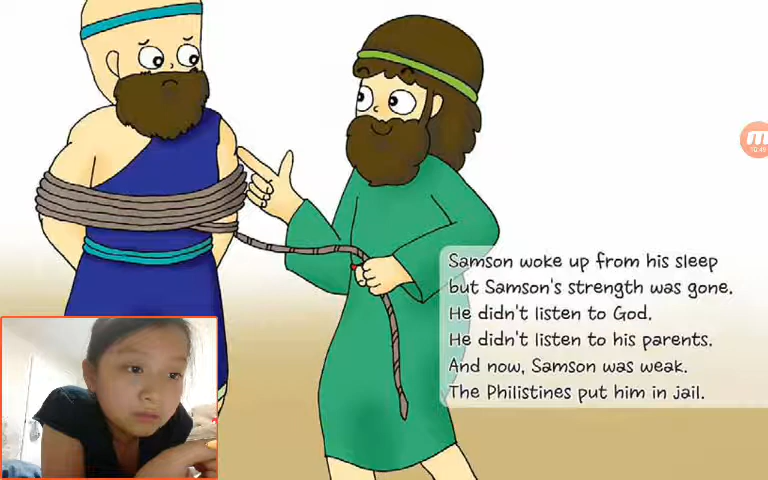 Samson woke up from his sleep
but Samson's strength was gone.
He didn't listen to God.
He didn't listen to his parents.
And now, Samson was weak.
The Philistines put him in jail.